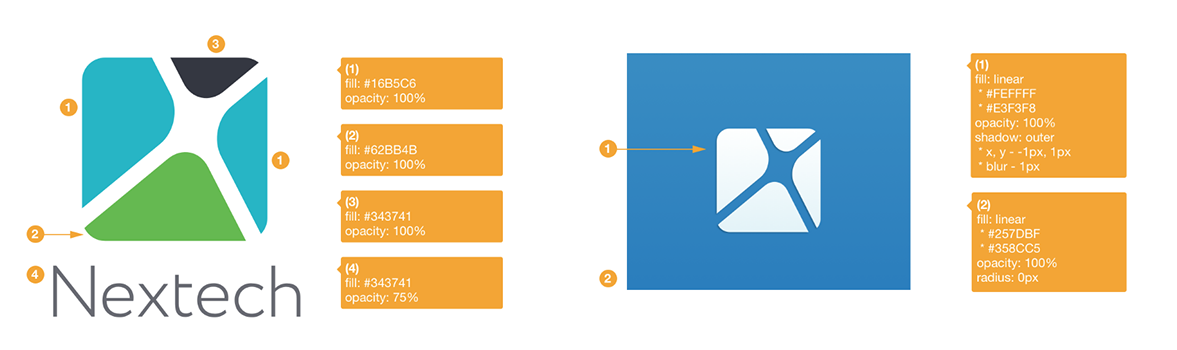 3
1
1
2
4
Nextech
(1)
fill: #16B5C6
opacity: 100%
(2)
fill: #62BB4B
opacity: 100%
(3)
fill: #343741
opacity: 100%
(4)
fill: #343741
opacity: 75%
1
2
(1)
fill: linear
* #FEFFFF
* #E3F3F8
opacity: 100%
shadow: outer
* x, y - -1px, 1px
* blur - 1px
(2)
fill: linear
* #257DBF
* #358CC5
opacity: 100%
radius: 0px